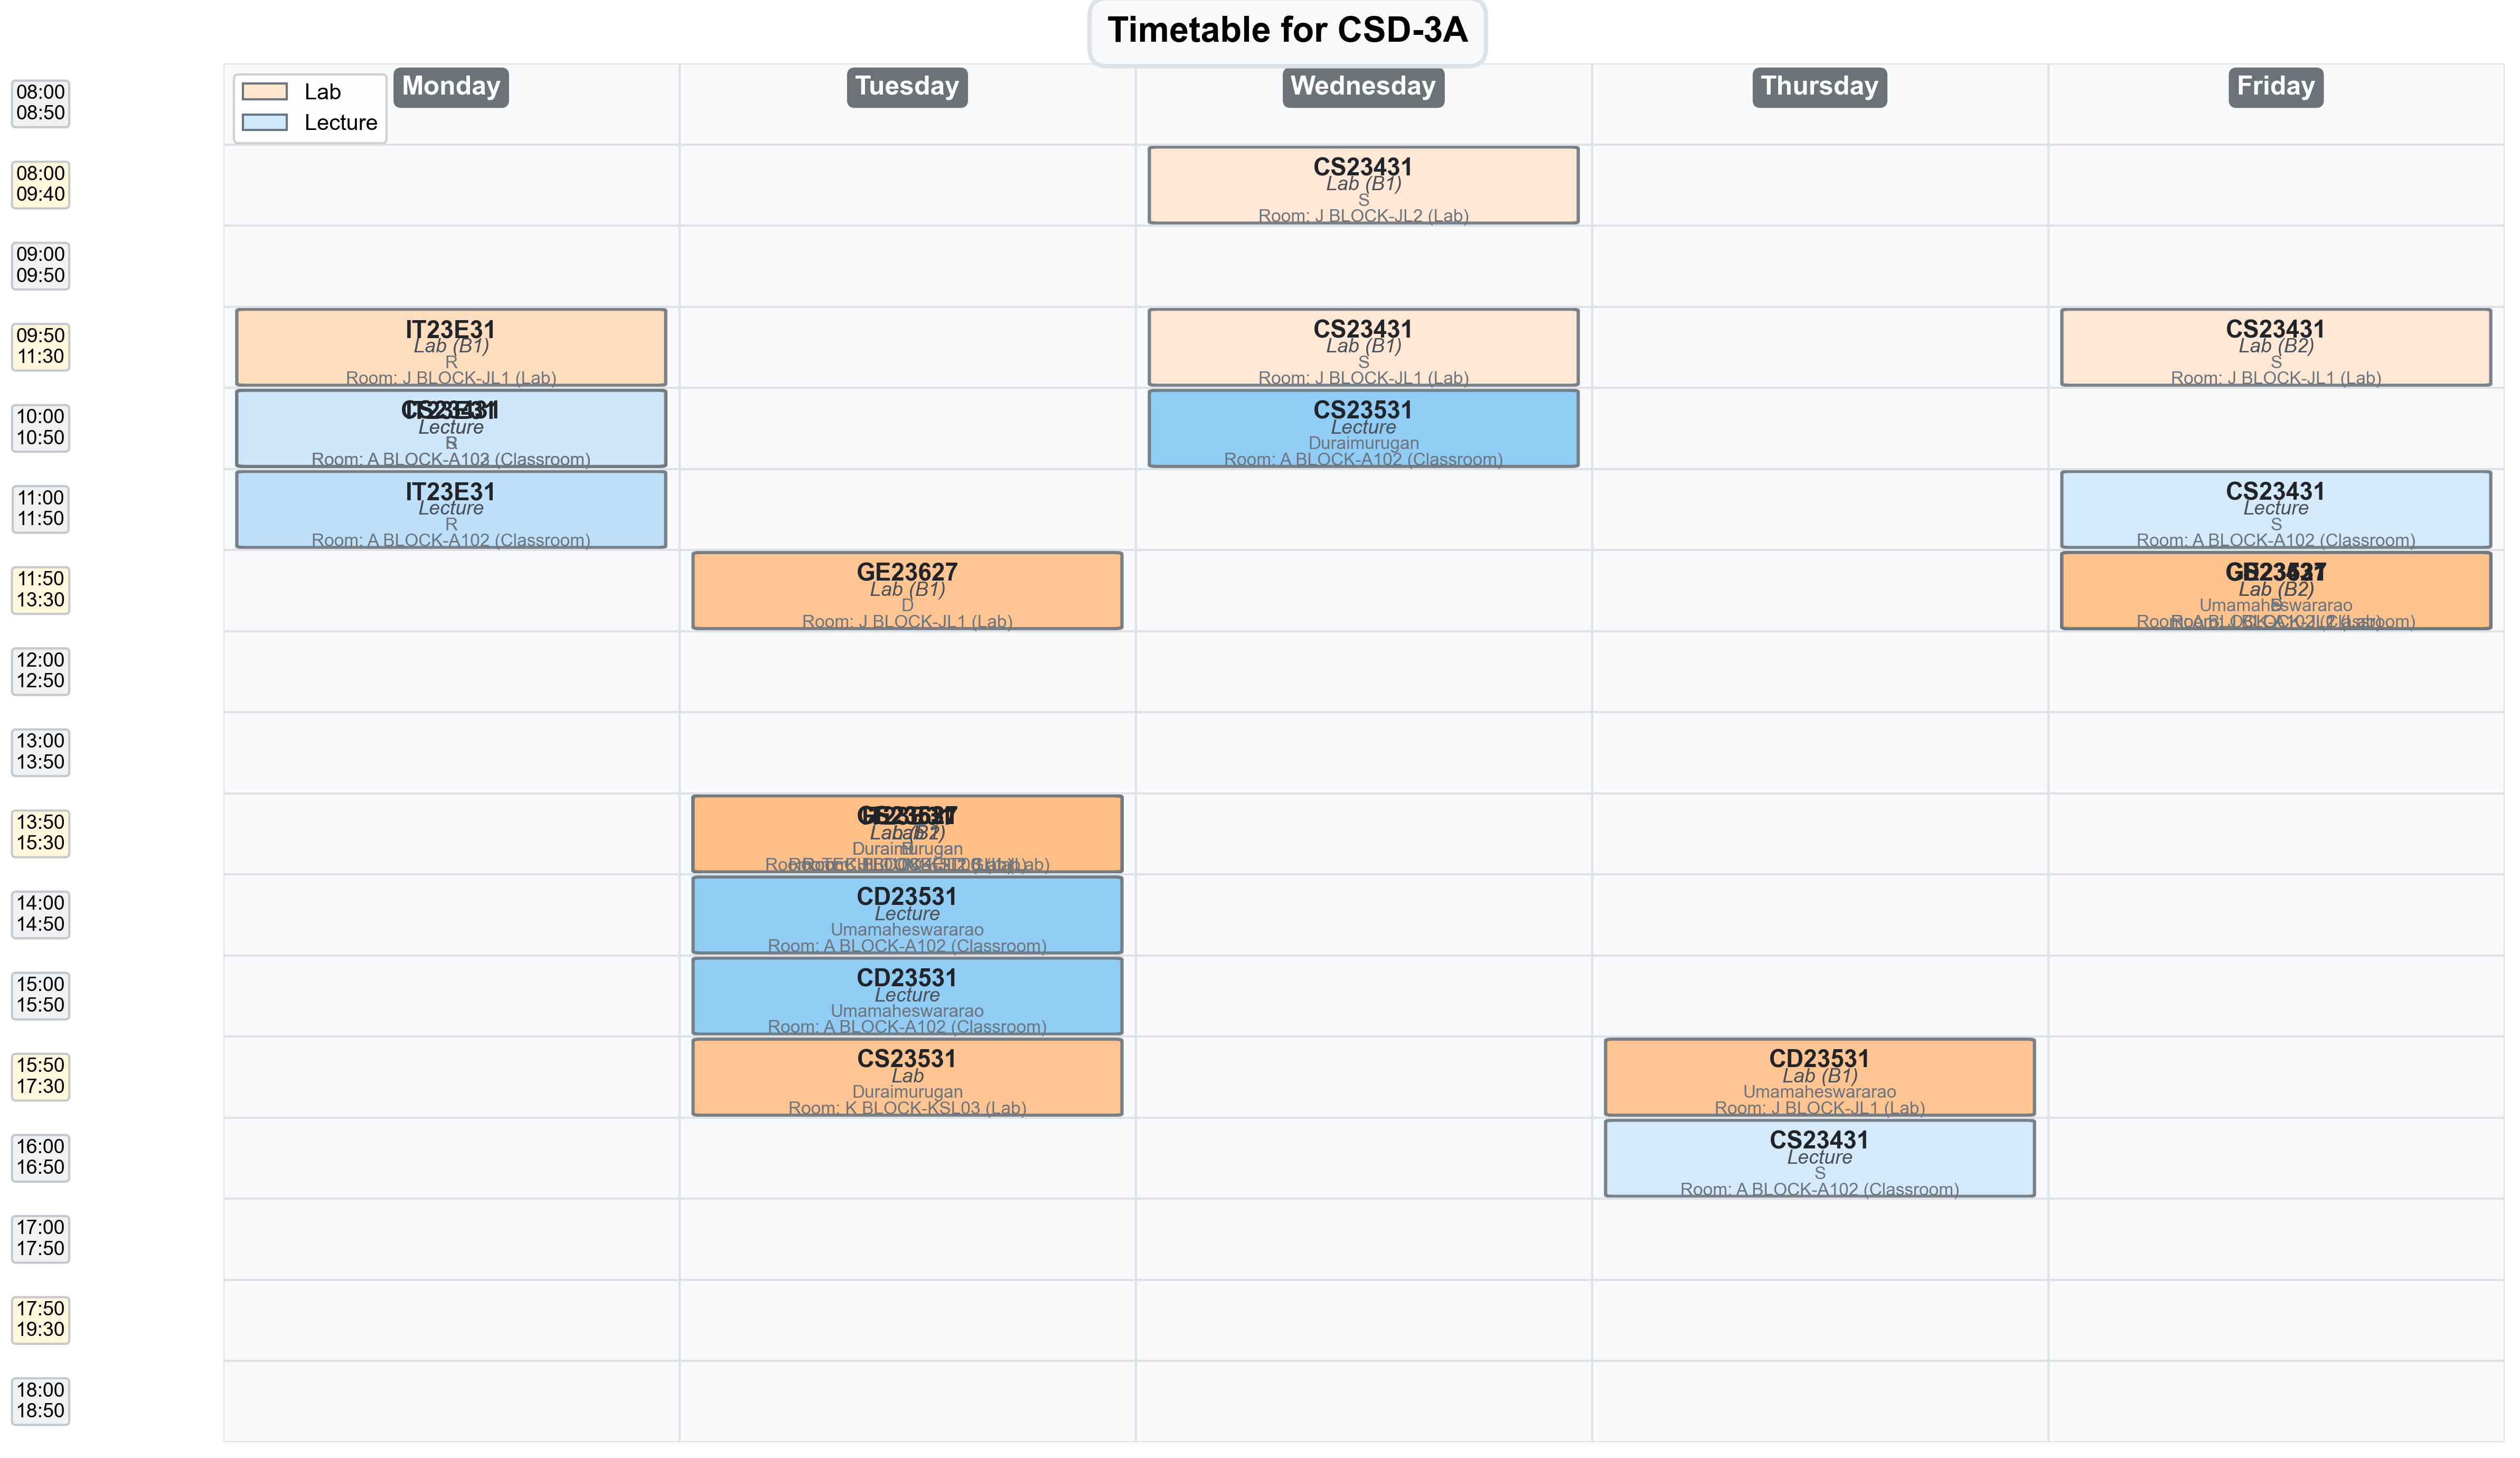 Timetable for CSD-3A
Lab
Lecture
Monday
Tuesday
Wednesday
Thursday
Friday
08:00
08:50
08:00
09:40
CS23431
Lab (B1)
S
Room: J BLOCK-JL2 (Lab)
09:00
09:50
09:50
11:30
IT23E31
Lab (B1)
R
Room: J BLOCK-JL1 (Lab)
CS23431
Lab (B1)
S
Room: J BLOCK-JL1 (Lab)
CS23431
Lab (B2)
S
Room: J BLOCK-JL1 (Lab)
10:00
10:50
Lecture
Room: A BLOCK- (Classroom)
CS23531
Lecture
Duraimurugan
Room: A BLOCK-A102 (Classroom)
11:00
11:50
IT23E31
Lecture
R
Room: A BLOCK-A102 (Classroom)
CS23431
Lecture
S
Room: A BLOCK-A102 (Classroom)
11:50
13:30
GE23627
Lab (B1)
D
Room: J BLOCK-JL1 (Lab)
Lab (B2)
Umamaheswararao
12:00
12:50
13:00
13:50
13:50
15:30
Duraimurugan
14:00
14:50
CD23531
Lecture
Umamaheswararao
Room: A BLOCK-A102 (Classroom)
15:00
15:50
CD23531
Lecture
Umamaheswararao
Room: A BLOCK-A102 (Classroom)
15:50
17:30
CS23531
Lab
Duraimurugan
Room: K BLOCK-KSL03 (Lab)
CD23531
Lab (B1)
Umamaheswararao
Room: J BLOCK-JL1 (Lab)
16:00
16:50
CS23431
Lecture
S
Room: A BLOCK-A102 (Classroom)
17:00
17:50
17:50
19:30
18:00
18:50